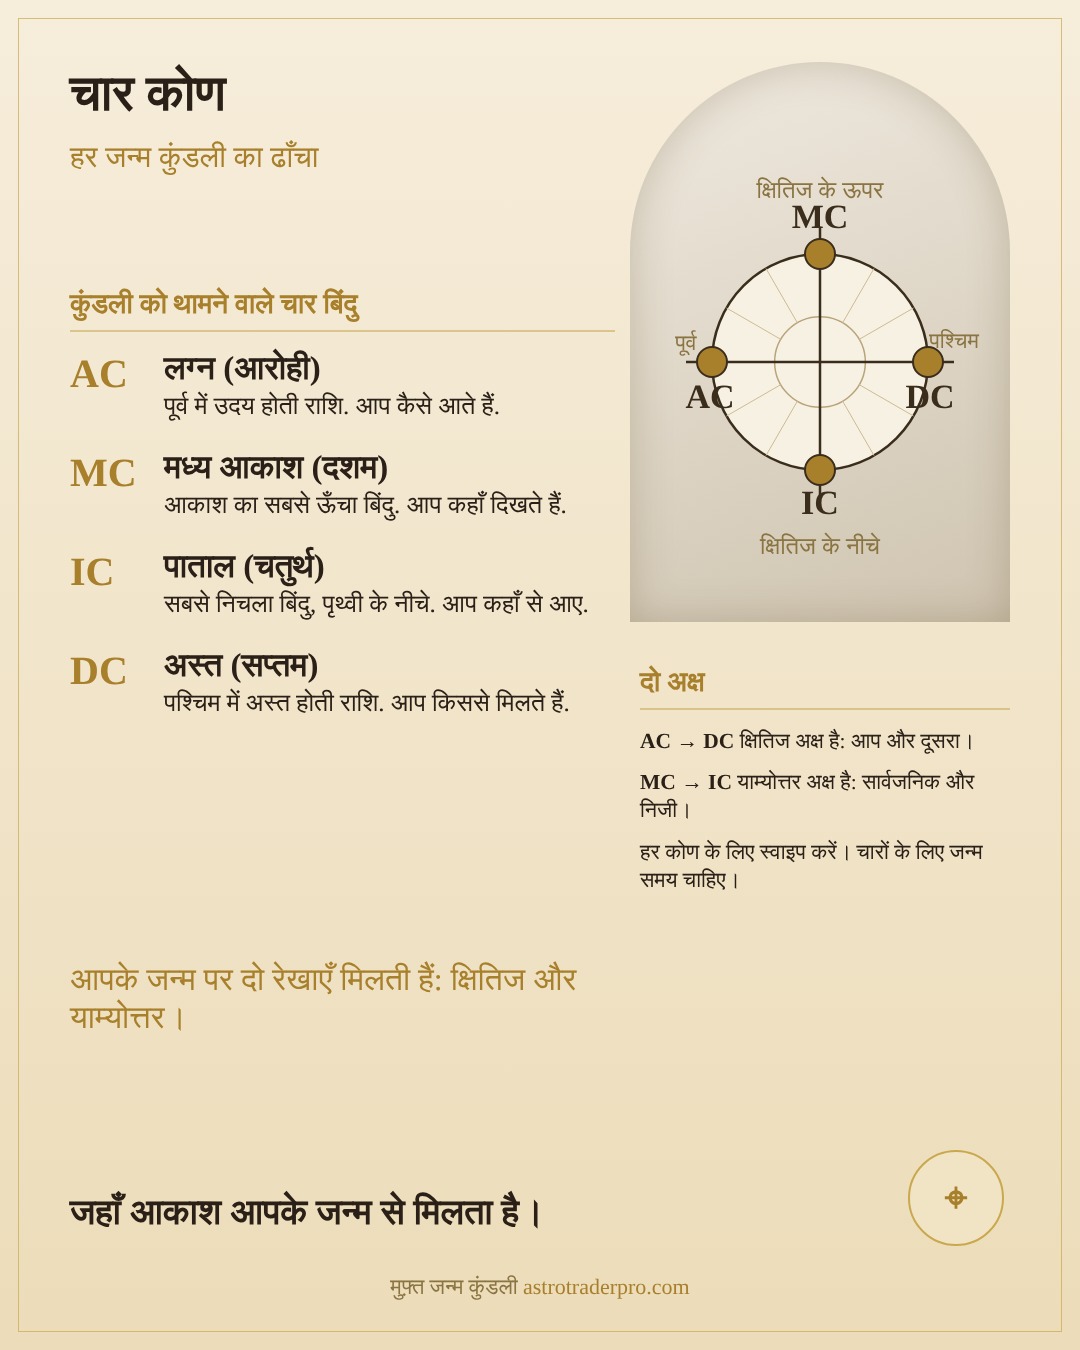 चार कोण
हर जन्म कुंडली का ढाँचा
कुंडली को थामने वाले चार बिंदु
AC
लग्न (आरोही)
पूर्व में उदय होती राशि. आप कैसे आते हैं.
MC
मध्य आकाश (दशम)
आकाश का सबसे ऊँचा बिंदु. आप कहाँ दिखते हैं.
IC
पाताल (चतुर्थ)
सबसे निचला बिंदु, पृथ्वी के नीचे. आप कहाँ से आए.
DC
अस्त (सप्तम)
पश्चिम में अस्त होती राशि. आप किससे मिलते हैं.
क्षितिज के ऊपर
MC
पूर्व
पश्चिम
AC
DC
IC
क्षितिज के नीचे
दो अक्ष
AC → DC क्षितिज अक्ष है: आप और दूसरा।
MC → IC याम्योत्तर अक्ष है: सार्वजनिक और
निजी।
हर कोण के लिए स्वाइप करें। चारों के लिए जन्म
समय चाहिए।
आपके जन्म पर दो रेखाएँ मिलती हैं: क्षितिज और
याम्योत्तर।
जहाँ आकाश आपके जन्म से मिलता है।
मुफ़्त जन्म कुंडली astrotraderpro.com